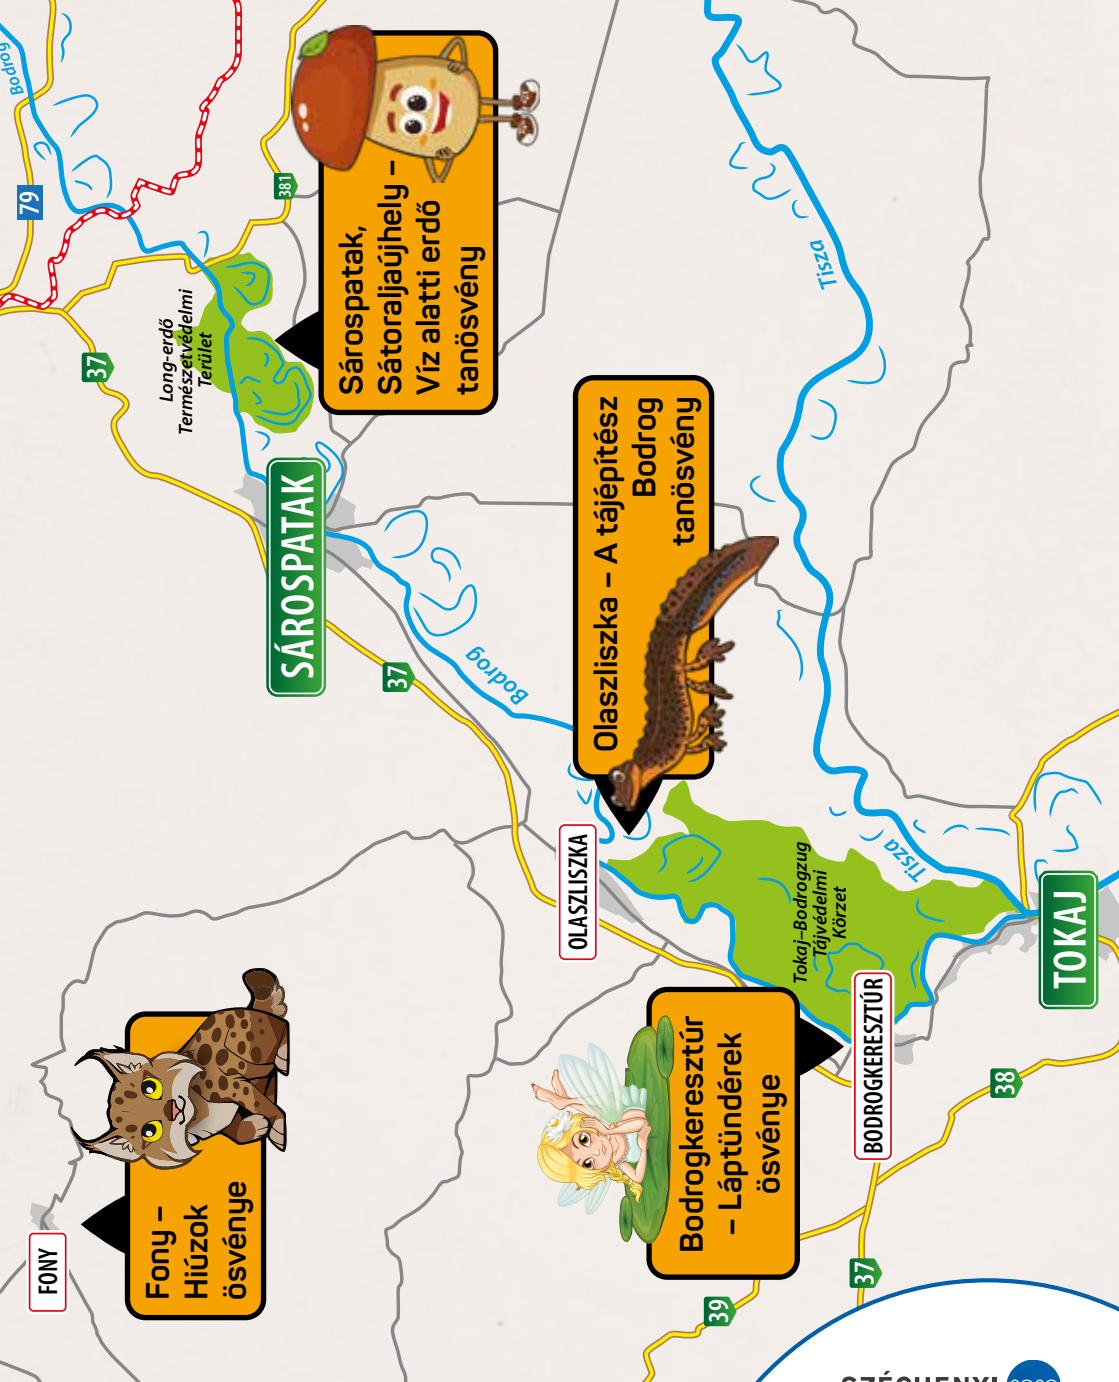 Bodrog
79
FONY
37
Fony –
Hiúzok
ösvénye
Long-erdő
Természetvédelmi
Terület
381
SÁROSPATAK
Sárospatak,
Sátoraljaújhely –
Víz alatti erdő
tanösvény
37
Bodrog
OLASZLISZKA
Olaszliszka – A tájépítész
Bodrog
tanösvény
Bodrogkeresztúr
– Láptündérek
ösvénye
39
Tokaj–Bodrogzug
Tájvédelmi
Körzet
Tisza
37
BODROGKERESZTÚR
Tisza
38
TOKAJ
SZÉCHENYI